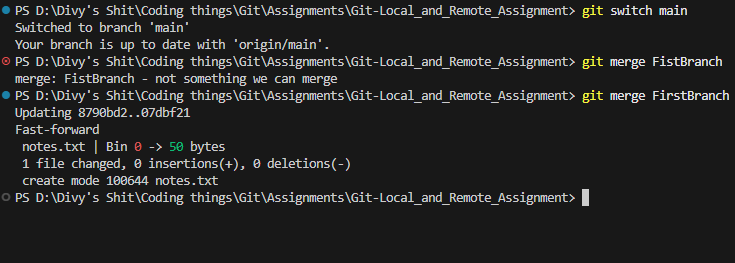 PS D:\Divy's Shit\Coding things\Git\Assignments\Git-Local_and_Remote_Assignment> git switch main
Switched to branch 'main'
Your branch is up to date with 'origin/main'.
PS D:\Divy's Shit\Coding things\Git\Assignments\Git-Local_and_Remote_Assignment> git merge FistBranch
merge: FistBranch - not something we can merge
PS D:\Divy's Shit\Coding things\Git\Assignments\Git-Local_and_Remote_Assignment> git merge FirstBranch
Updating 8790bd2..07dbf21
Fast-forward
 notes.txt | Bin 0 -> 50 bytes
 1 file changed, 0 insertions(+), 0 deletions(-)
 create mode 100644 notes.txt
PS D:\Divy's Shit\Coding things\Git\Assignments\Git-Local_and_Remote_Assignment>